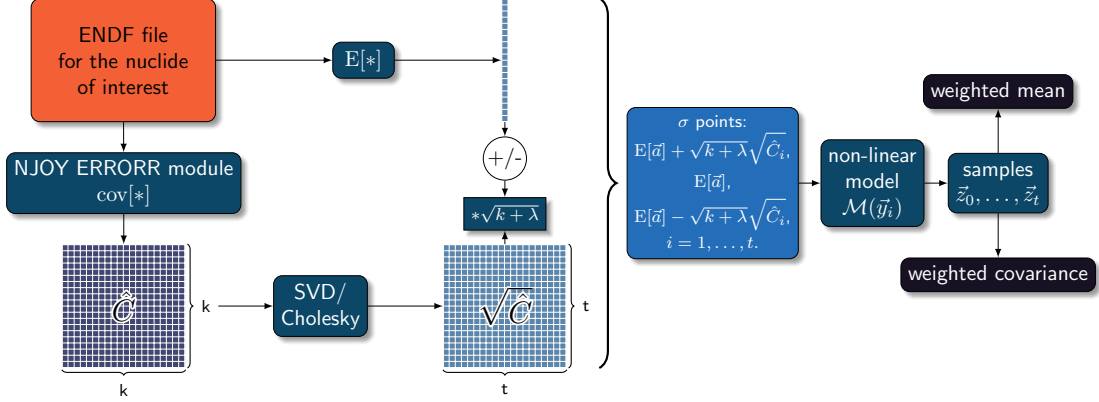 ENDF file
for the nuclide
of interest
E[∗]
NJOY ERRORR module
cov[∗]
Ĉ
k
k
SVD/
Cholesky
+/-
∗√(k + λ)
√Ĉ
t
t
σ points:
E[a⃗] + √(k + λ)√Ĉᵢ,
E[a⃗],
E[a⃗] − √(k + λ)√Ĉᵢ,
i = 1, . . . , t.
non-linear
model
ℳ(y⃗ᵢ)
weighted mean
samples
z⃗₀, . . . , z⃗ₜ
weighted covariance